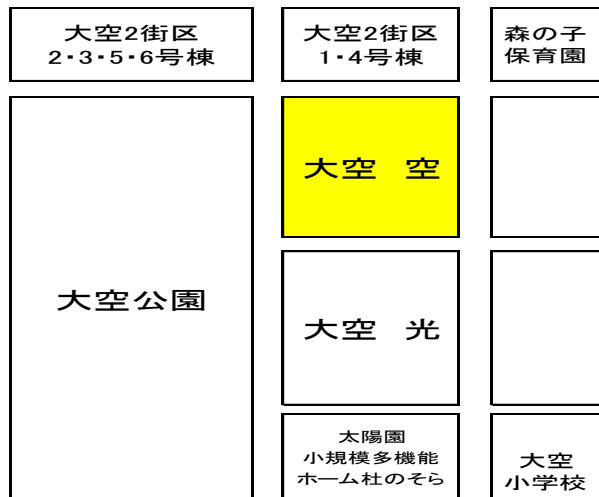 大空2街区
2・3・5・6号棟
大空2街区
1・4号棟
森の子
保育園
大空　空
大空公園
大空　光
太陽園
小規模多機能
ホーム杜のそら
大空
小学校